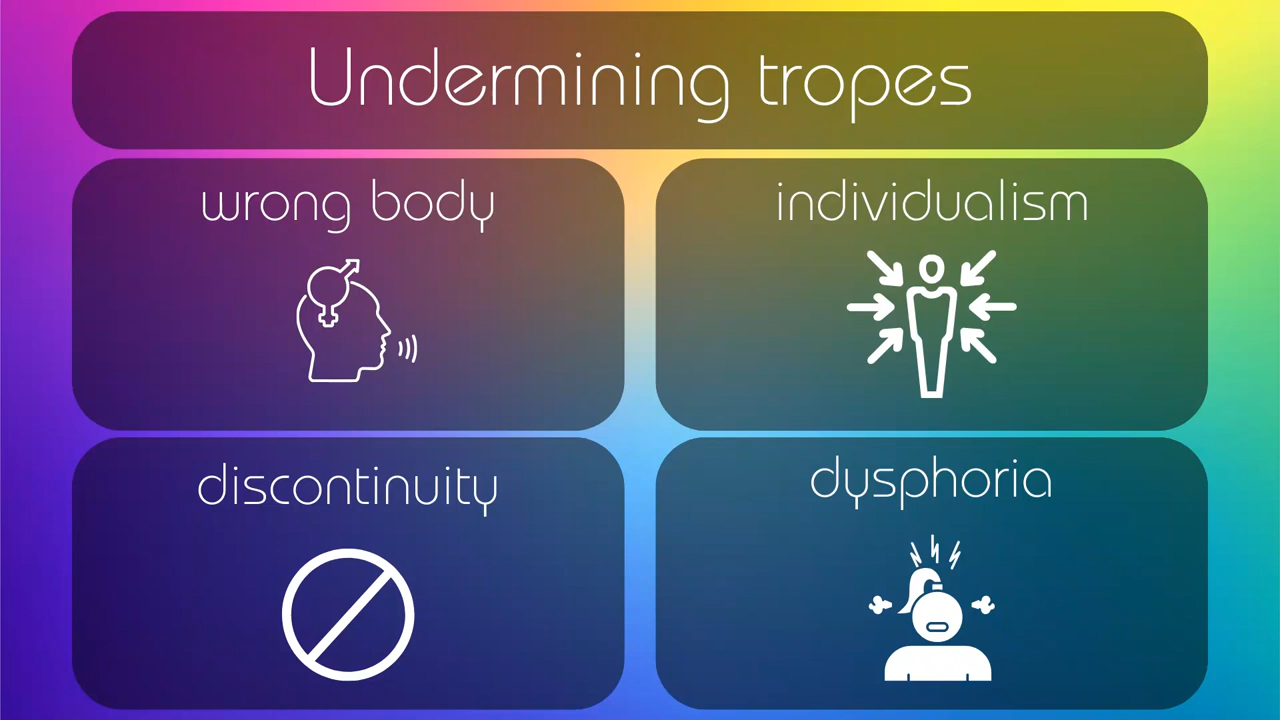 Undermining tropes
wrong body
individualism
discontinuity
dysphoria